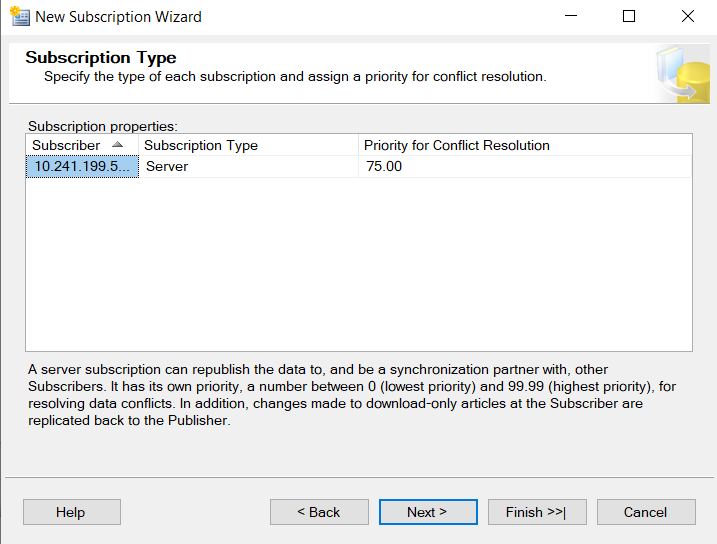 New Subscription Wizard
Subscription Type
Specify the type of each subscription and assign a priority for conflict resolution.
Subscription properties:
Subscriber Subscription Type Priority for Conflict Resolution
10.241.199.5... Server 75.00
A server subscription can republish the data to, and be a synchronization partner with, other
Subscribers. It has its own priority, a number between 0 (lowest priority) and 99.99 (highest priority), for
resolving data conflicts. In addition, changes made to download-only articles at the Subscriber are
replicated back to the Publisher.
Help < Back Next > Finish >>| Cancel